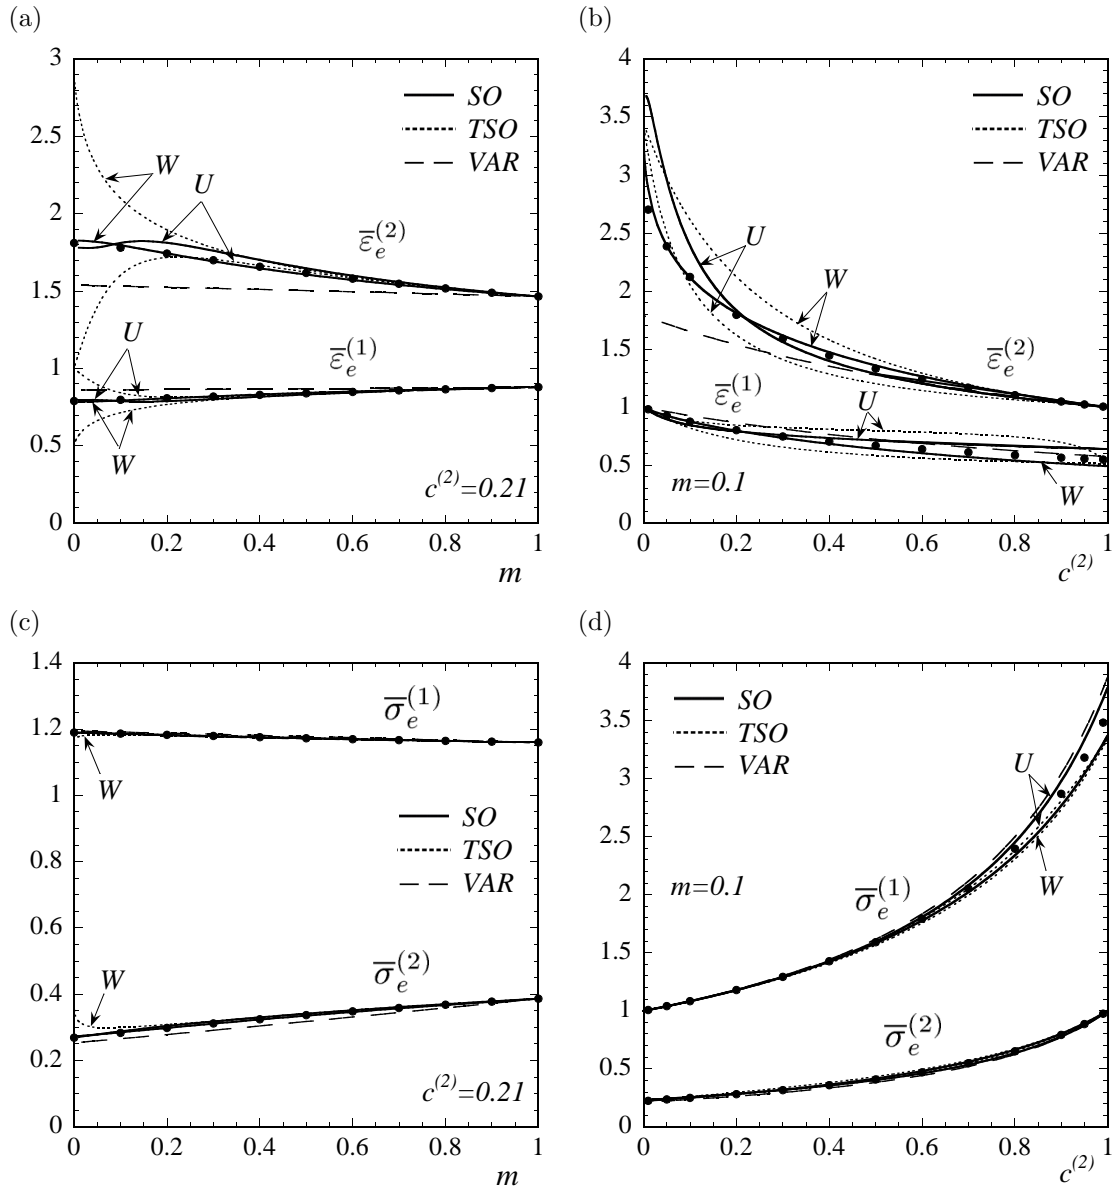 (a)
3
2.5
2
1.5
1
0.5
0
0 0.2 0.4 0.6 0.8 1
m
SO
TSO
VAR
W
U
ε̅e(2)
U
ε̅e(1)
W
c(2)=0.21
(b)
4
3.5
3
2.5
2
1.5
1
0.5
0
0 0.2 0.4 0.6 0.8 1
c(2)
SO
TSO
VAR
U
W
ε̅e(2)
ε̅e(1)
U
m=0.1
W
(c)
1.4
1.2
1
0.8
0.6
0.4
0.2
0
0 0.2 0.4 0.6 0.8 1
m
σ̅e(1)
W
SO
TSO
VAR
σ̅e(2)
W
c(2)=0.21
(d)
4
3.5
3
2.5
2
1.5
1
0.5
0
0 0.2 0.4 0.6 0.8 1
c(2)
SO
TSO
VAR
U
m=0.1
σ̅e(1)
W
σ̅e(2)